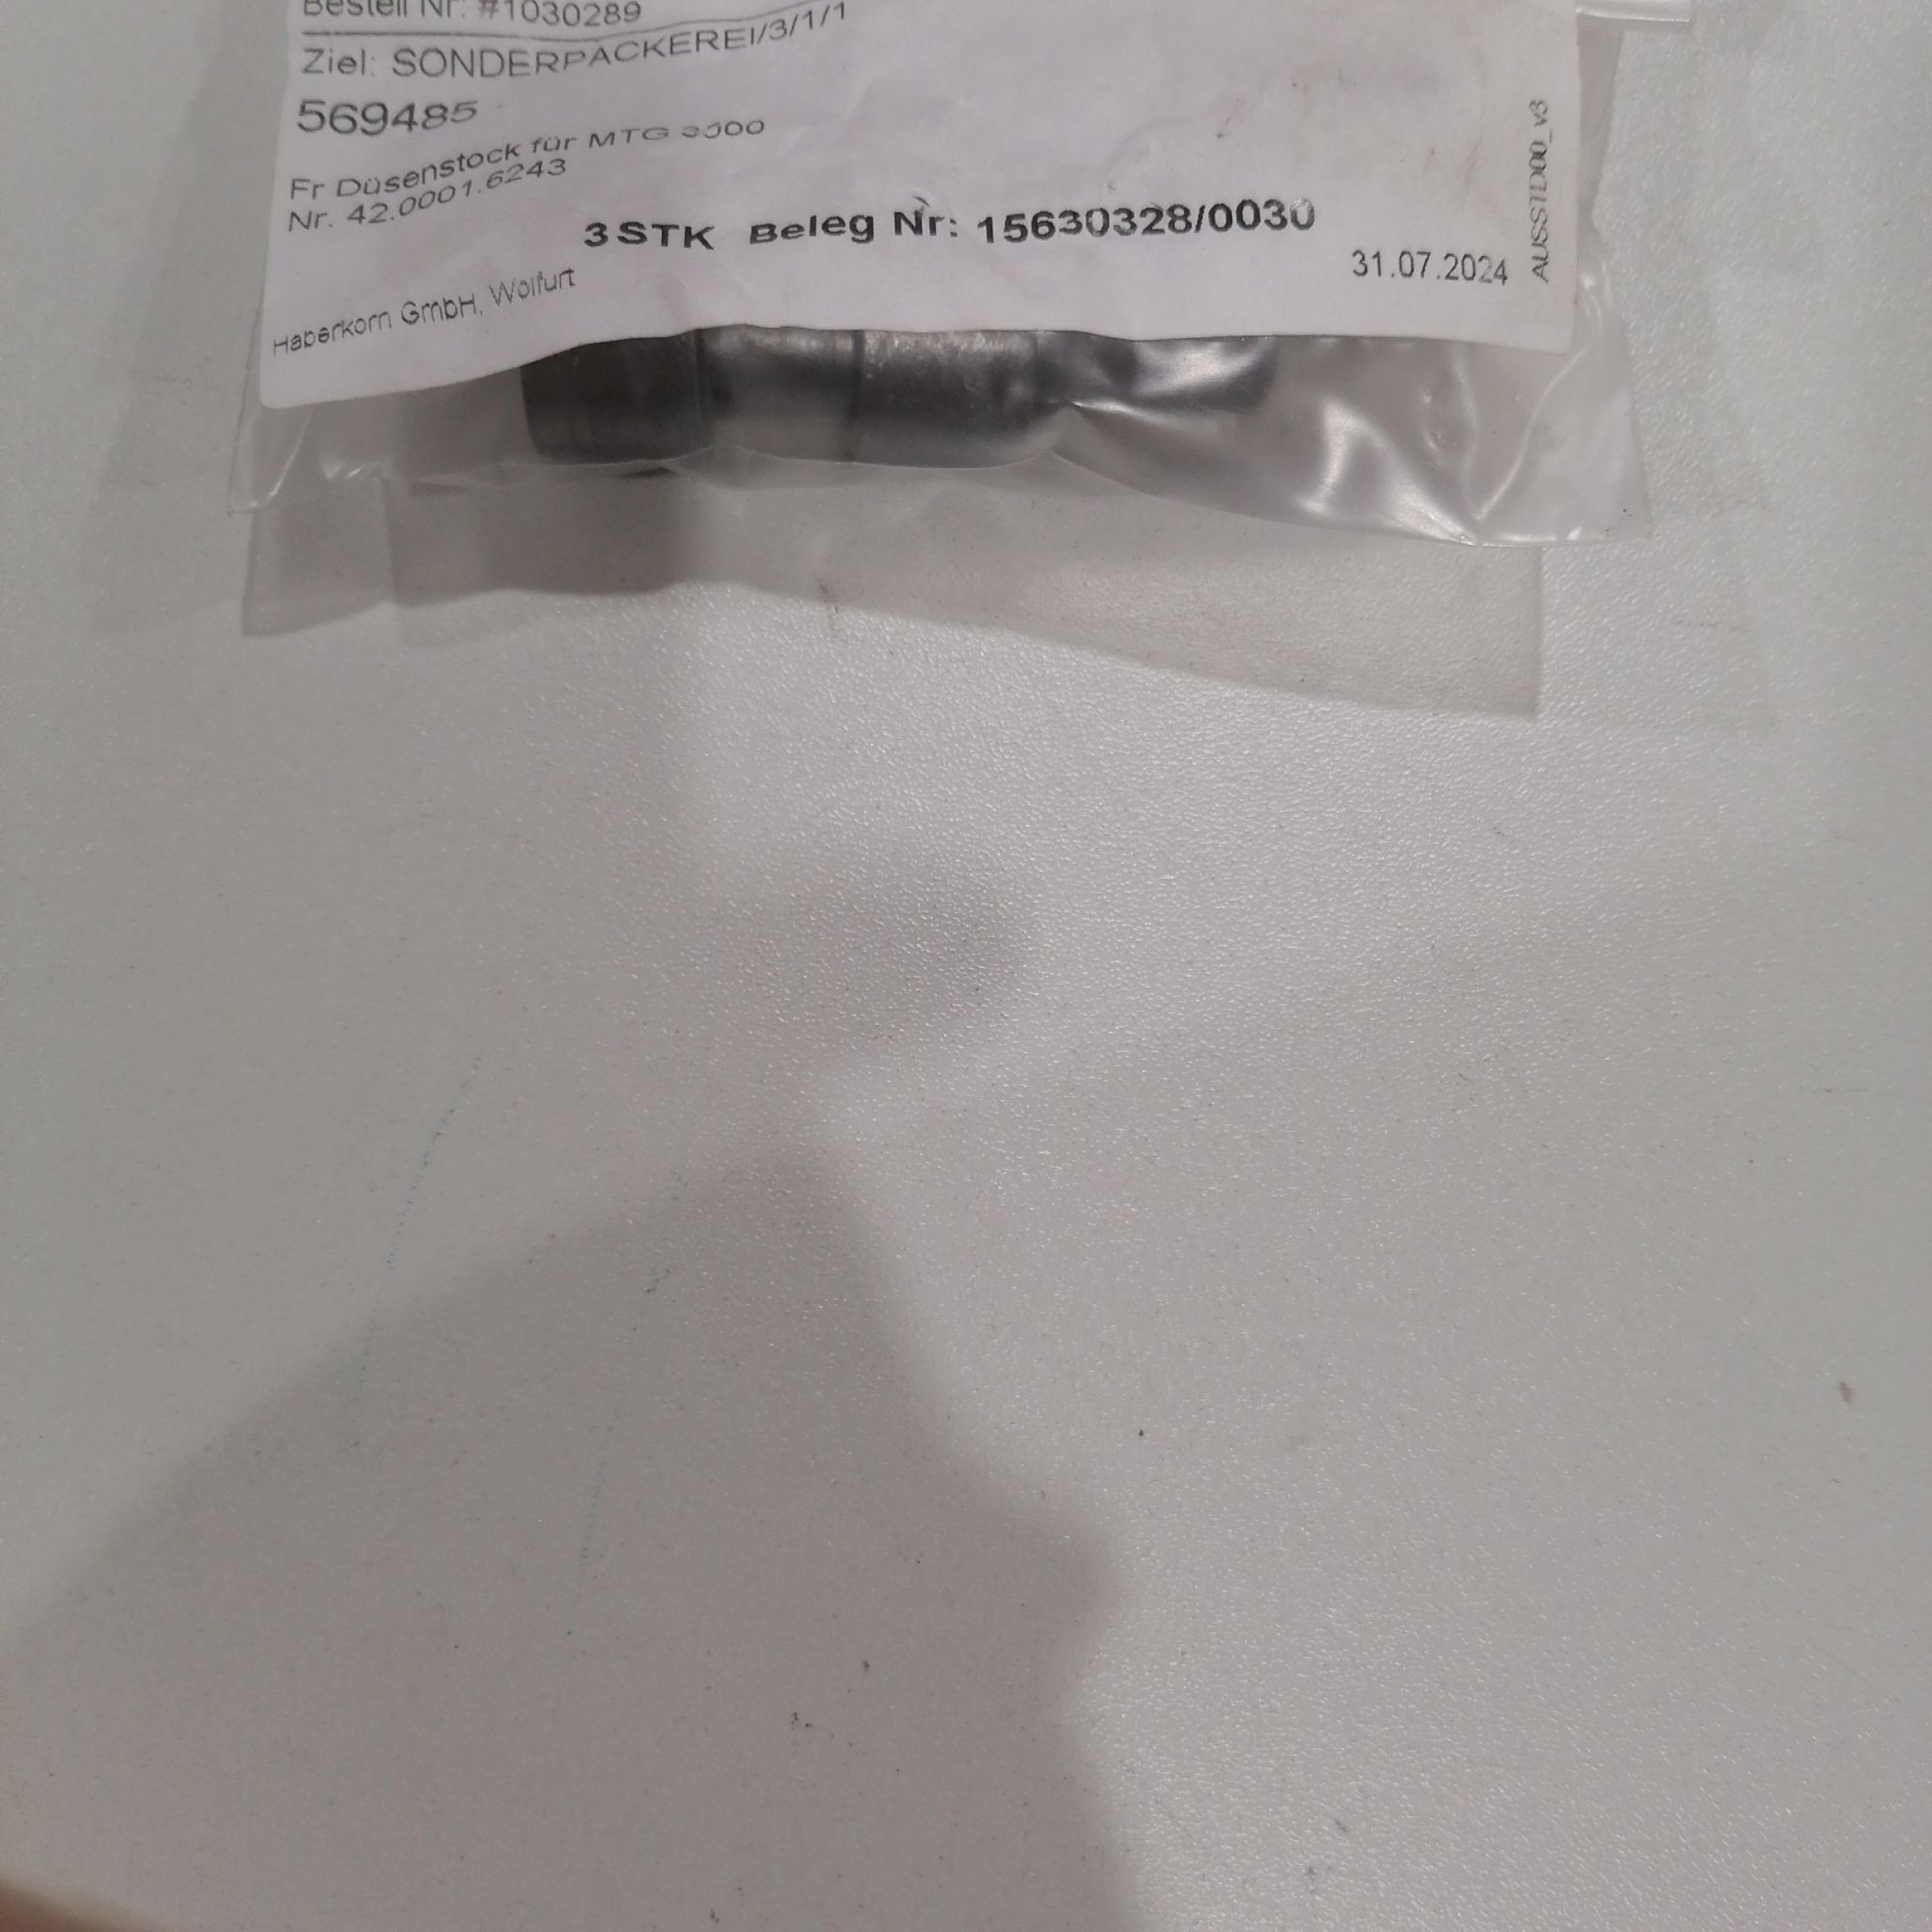 Bestell Nr: #1030289
Ziel: SONDERPACKEREI/3/1/1
569485
Fr Düsenstock für MTG
Nr. 42.0001.6243
3 STK Beleg Nr: 15630328/0030
31.07.2024
Haberkorn GmbH, Wolfurt
AUSSTD00_v3